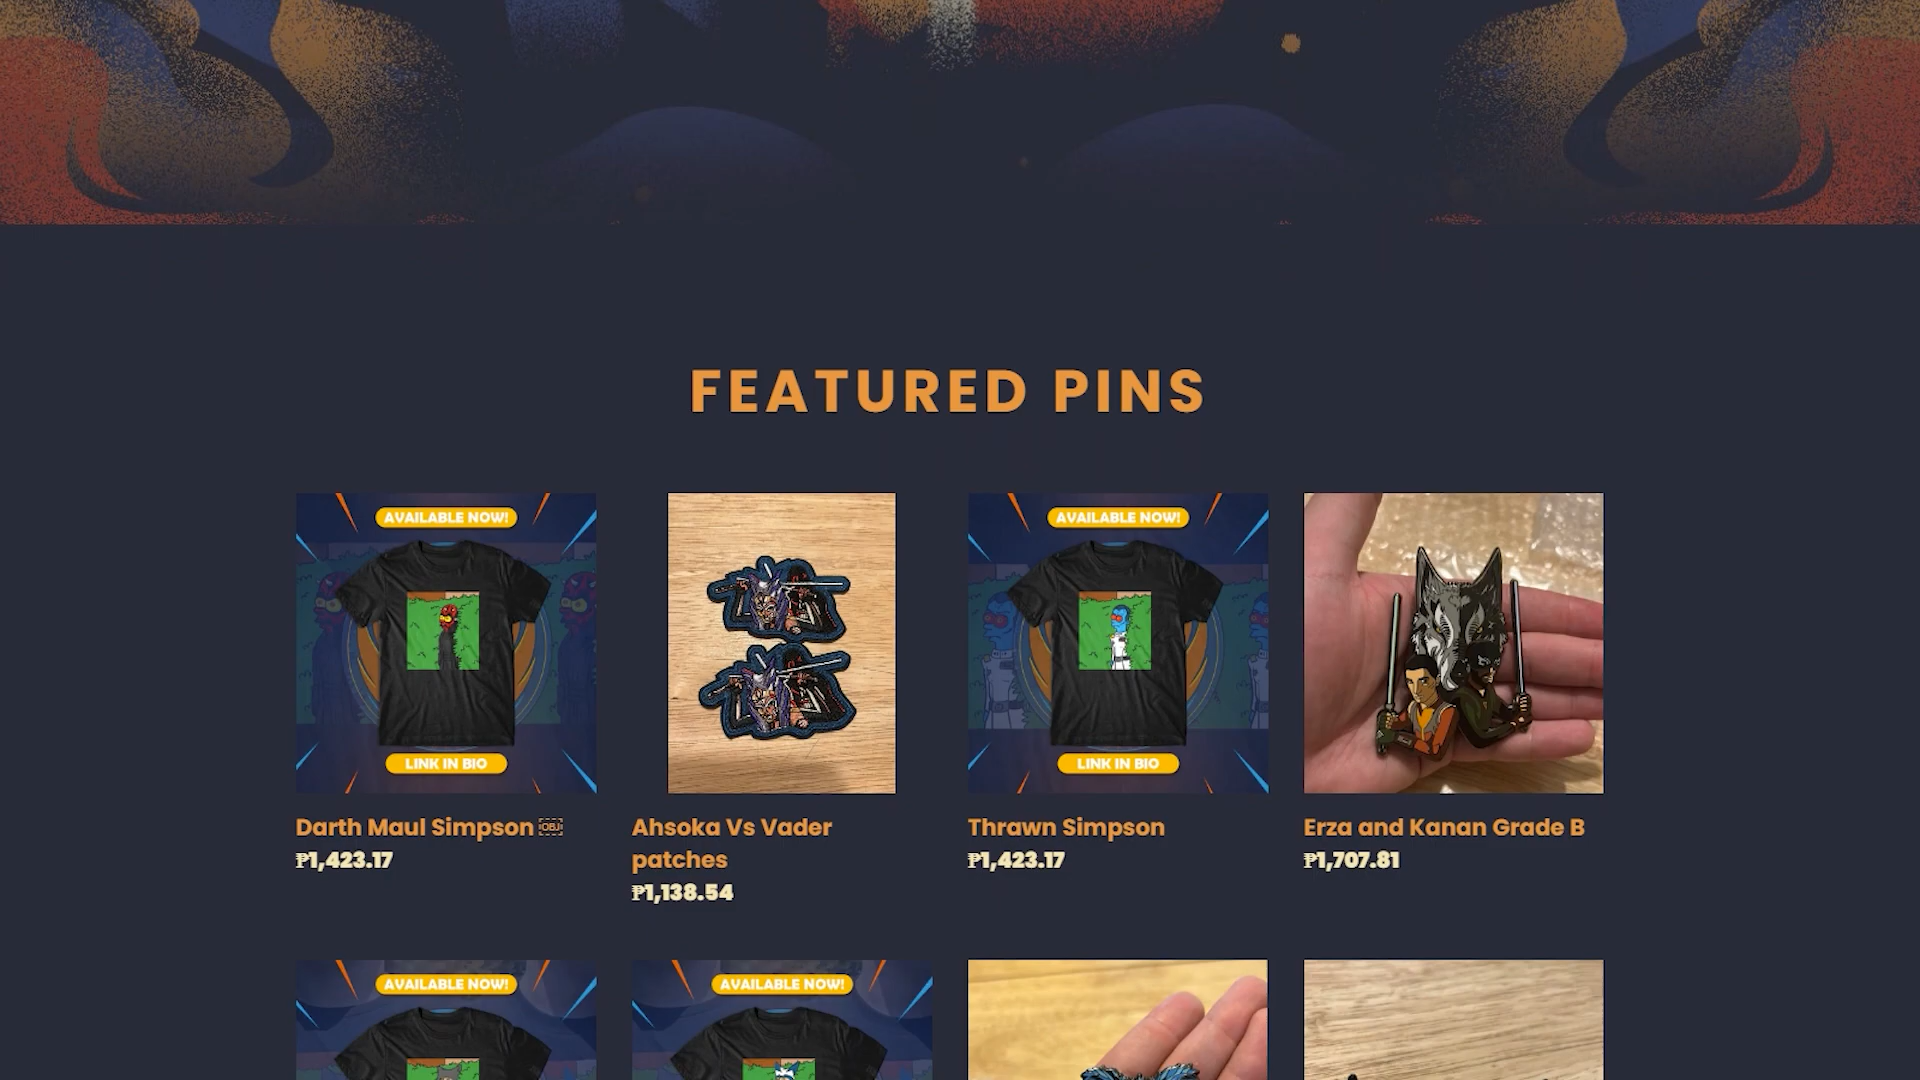 FEATURED PINS
AVAILABLE NOW!
LINK IN BIO
AVAILABLE NOW!
LINK IN BIO
Darth Maul Simpson ￼
₱1,423.17
Ahsoka Vs Vader
patches
₱1,138.54
Thrawn Simpson
₱1,423.17
Erza and Kanan Grade B
₱1,707.81
AVAILABLE NOW!
AVAILABLE NOW!